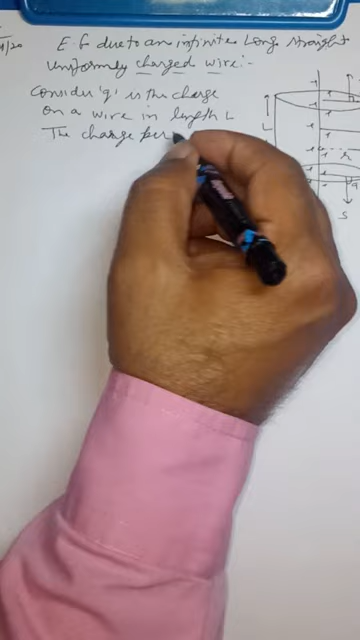 /20
E.f due to an infinite Long straight
uniformly charged wire:-
Consider 'q' is the charge
on a wire in length L
The charge per
L
r
S